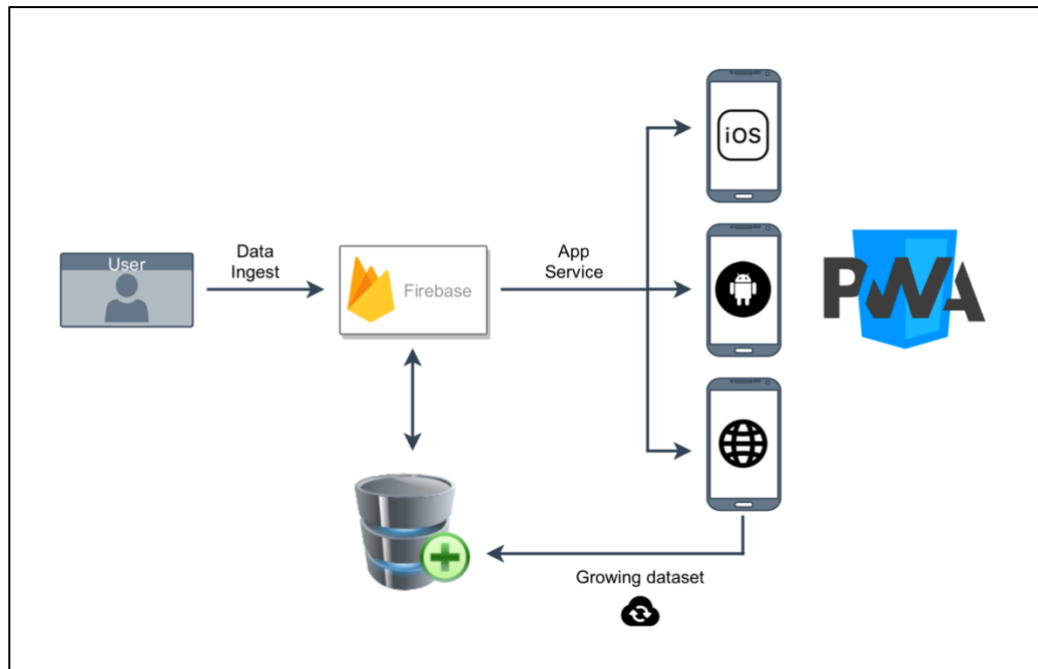 User
Data
Ingest
Firebase
App
Service
iOS
PWA
Growing dataset